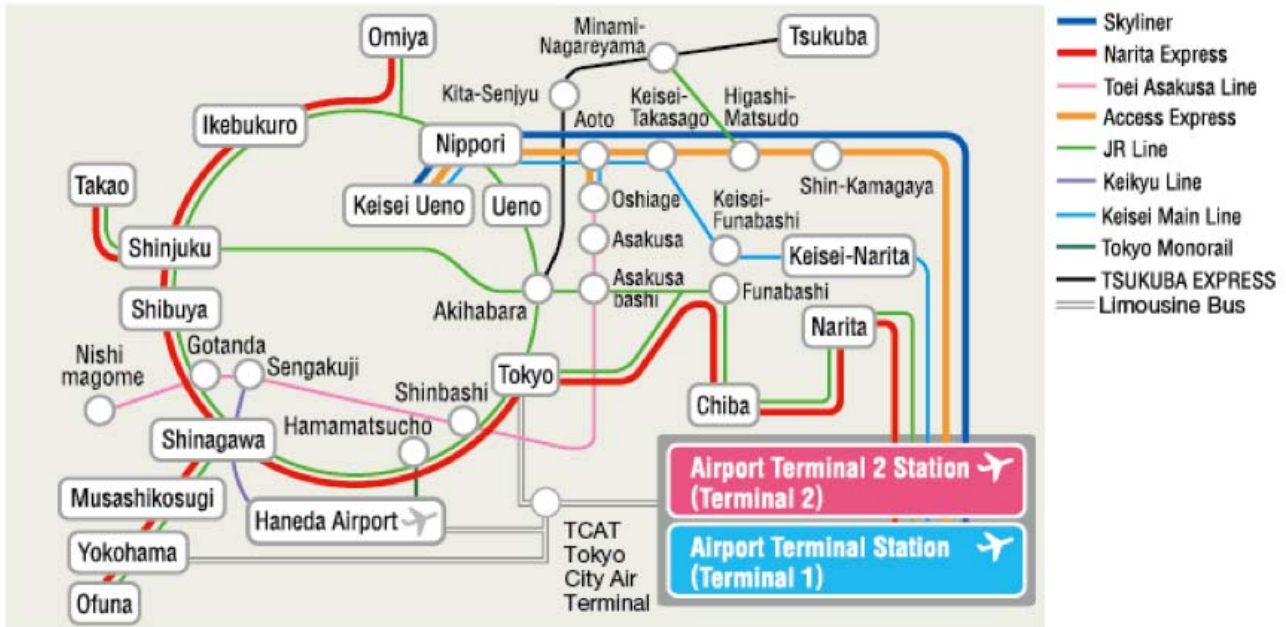 Omiya
Minami-
Nagareyama
Tsukuba
Kita-Senjyu
Keisei-
Takasago
Higashi-
Matsudo
Ikebukuro
Nippori
Aoto
Takao
Keisei Ueno
Ueno
Oshiage
Keisei-
Funabashi
Shin-Kamagaya
Shinjuku
Asakusa
Keisei-Narita
Shibuya
Akihabara
Asakusa
bashi
Funabashi
Narita
Nishi
magome
Gotanda
Sengakuji
Shinbashi
Tokyo
Chiba
Shinagawa
Hamamatsucho
Musashikosugi
Haneda Airport
Yokohama
Ofuna
TCAT
Tokyo
City Air
Terminal
Airport Terminal 2 Station
(Terminal 2)
Airport Terminal Station
(Terminal 1)
Skyliner
Narita Express
Toei Asakusa Line
Access Express
JR Line
Keikyu Line
Keisei Main Line
Tokyo Monorail
TSUKUBA EXPRESS
Limousine Bus